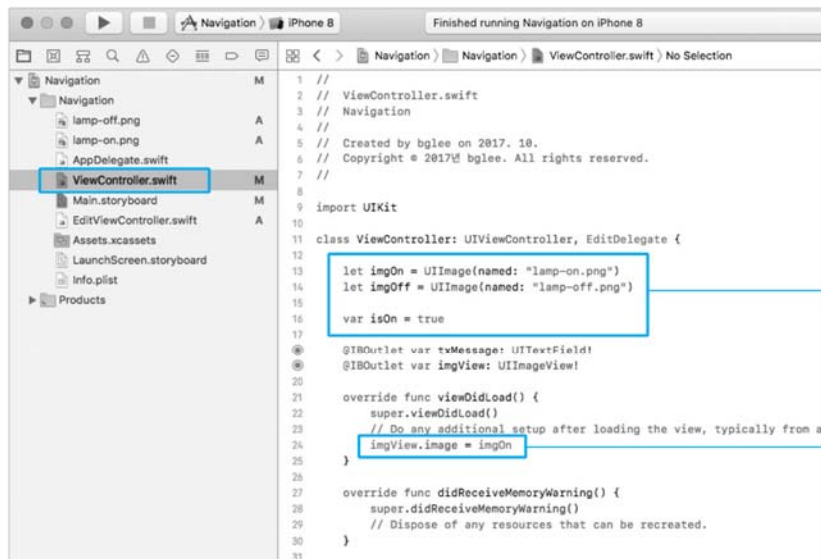 Navigation iPhone 8
Finished running Navigation on iPhone 8
Navigation Navigation ViewController.swift No Selection
Navigation M
Navigation
lamp-off.png A
lamp-on.png A
AppDelegate.swift
ViewController.swift M
Main.storyboard M
EditViewController.swift A
Assets.xcassets
LaunchScreen.storyboard
Info.plist
Products
1 //
2 // ViewController.swift
3 // Navigation
4 //
5 // Created by bglee on 2017. 10.
6 // Copyright © 2017년 bglee. All rights reserved.
7 //
8
9 import UIKit
10
11 class ViewController: UIViewController, EditDelegate {
12
13 let imgOn = UIImage(named: "lamp-on.png")
14 let imgOff = UIImage(named: "lamp-off.png")
15
16 var isOn = true
17
@IBOutlet var txMessage: UITextField!
@IBOutlet var imgView: UIImageView!
20
21 override func viewDidLoad() {
22 super.viewDidLoad()
23 // Do any additional setup after loading the view, typically from a
24 imgView.image = imgOn
25 }
26
27 override func didReceiveMemoryWarning() {
28 super.didReceiveMemoryWarning()
29 // Dispose of any resources that can be recreated.
30 }
31